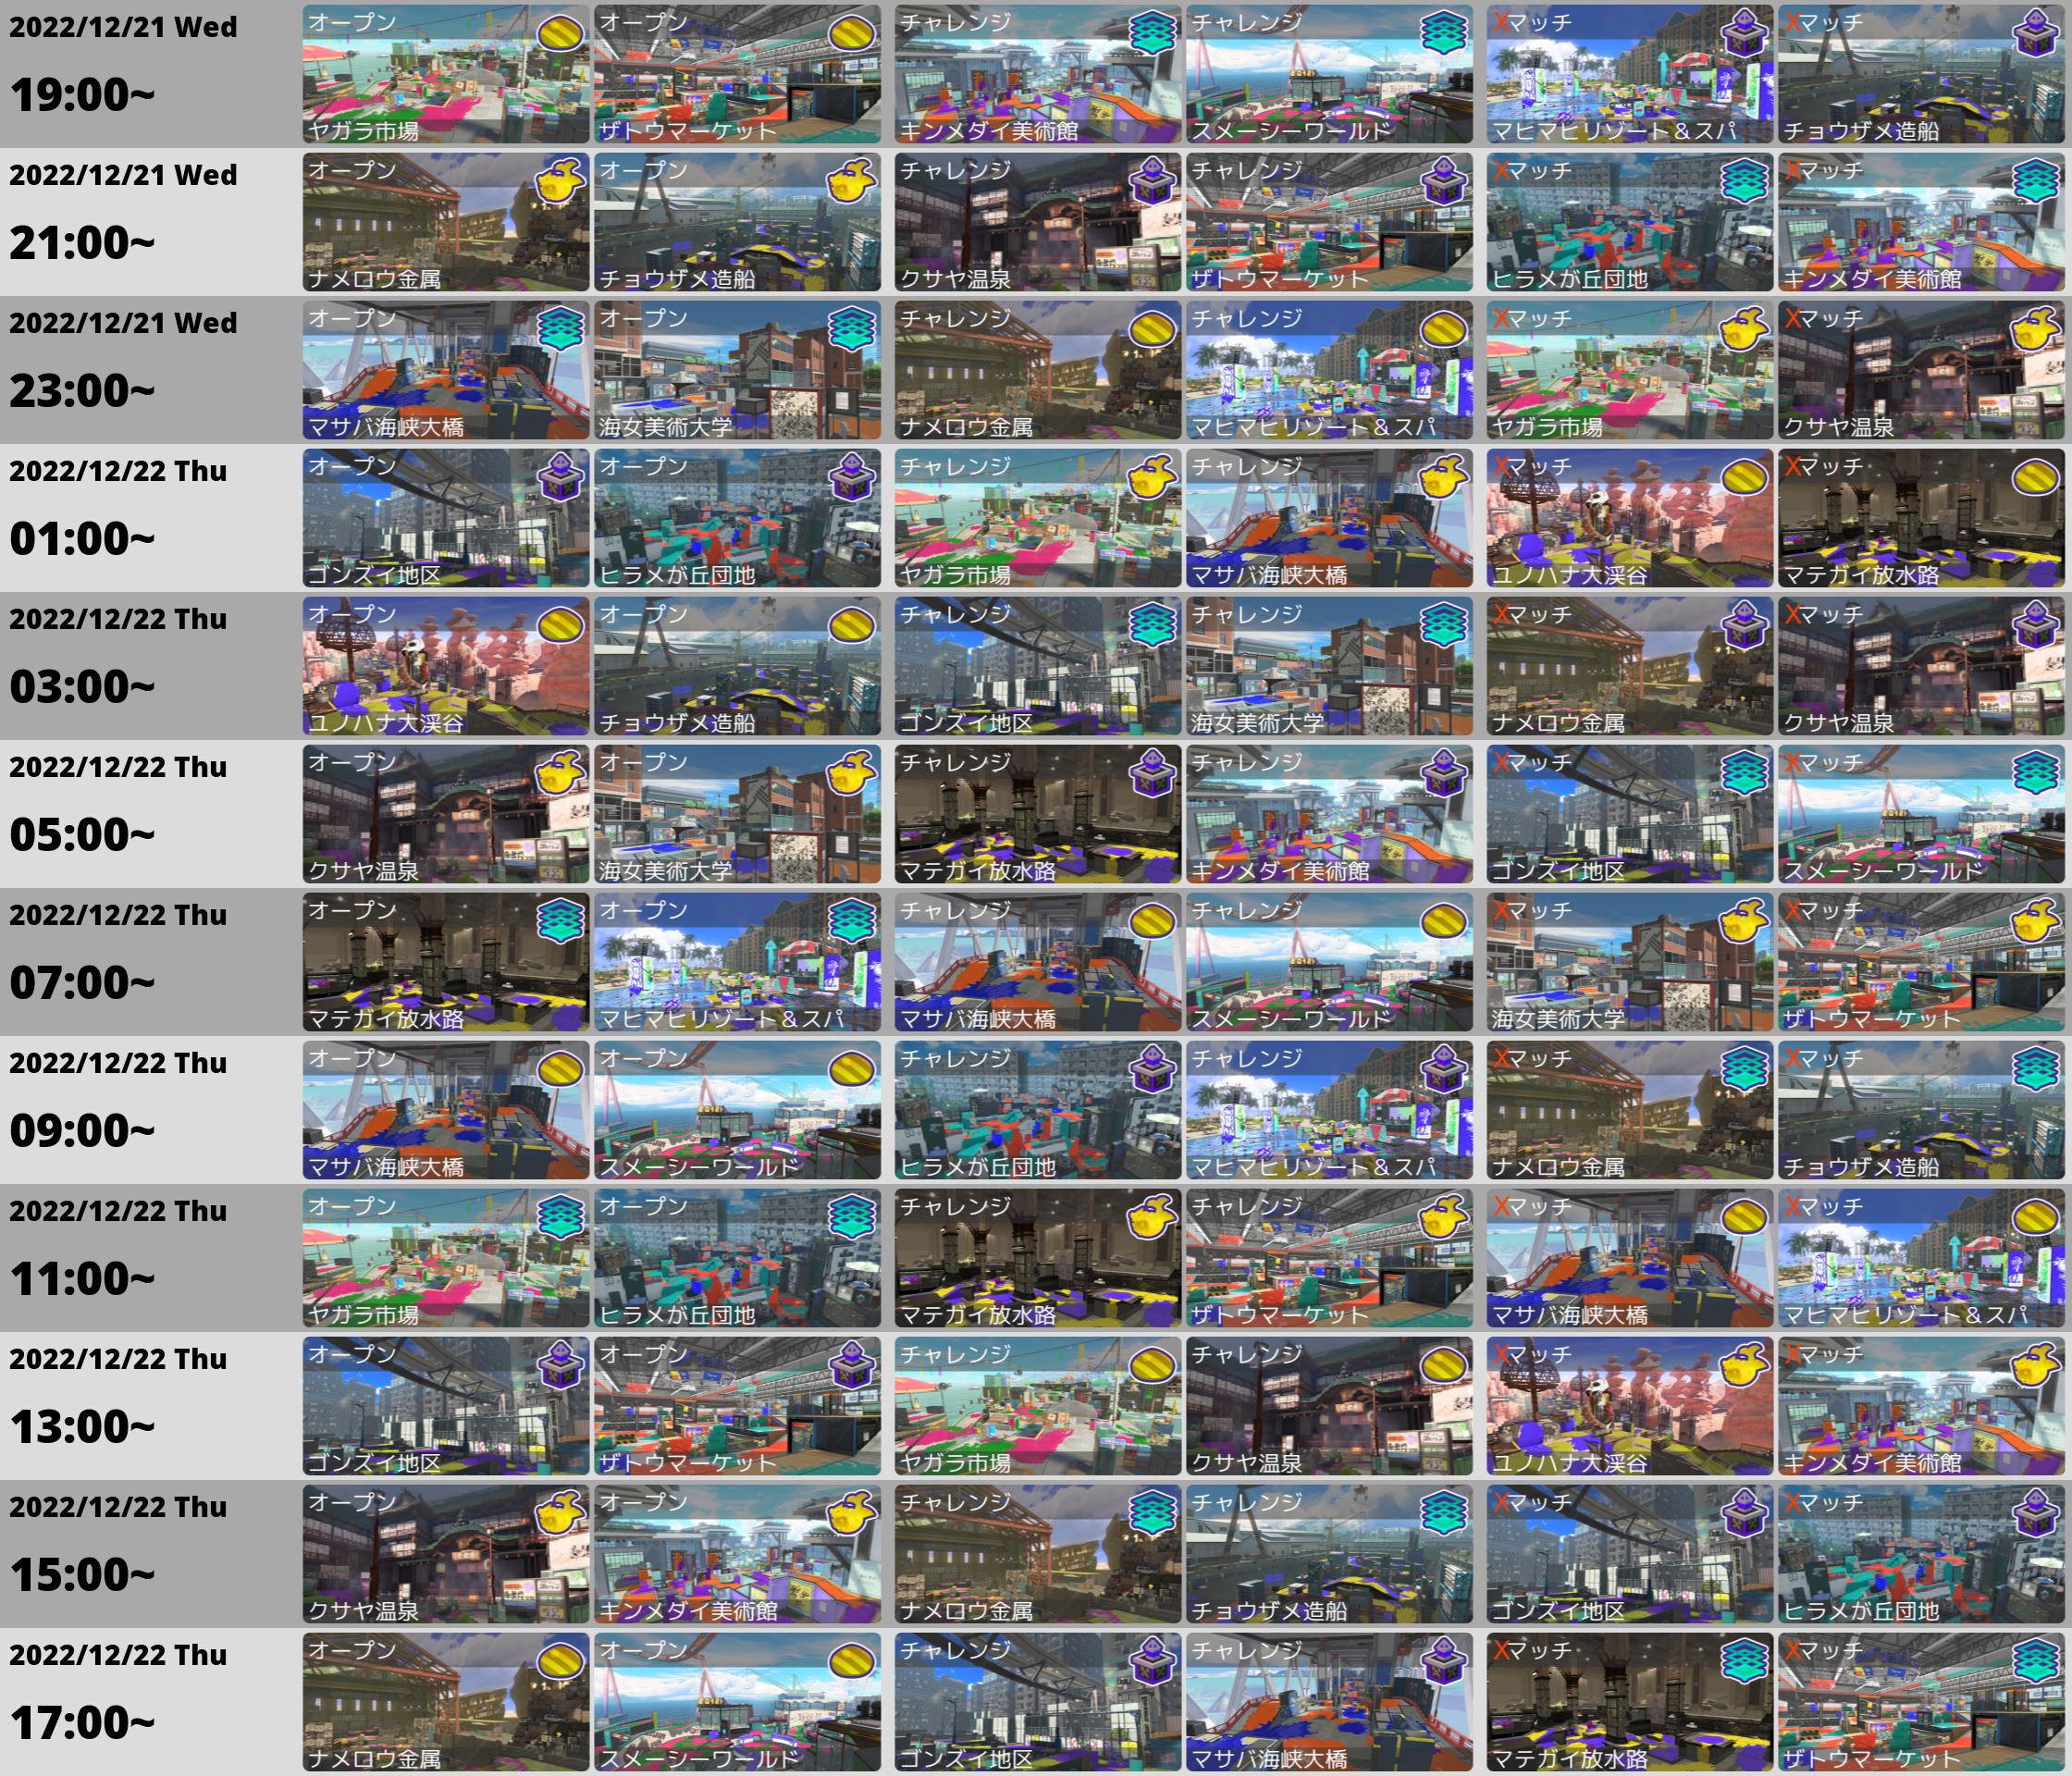 2022/12/21 Wed
19:00~
オープン オープン チャレンジ チャレンジ Xマッチ Xマッチ
ヤガラ市場 ザトウマーケット キンメダイ美術館 スメーシーワールド マヒマヒリゾート＆スパ チョウザメ造船
2022/12/21 Wed
21:00~
オープン オープン チャレンジ チャレンジ Xマッチ Xマッチ
ナメロウ金属 チョウザメ造船 クサヤ温泉 ザトウマーケット ヒラメが丘団地 キンメダイ美術館
2022/12/21 Wed
23:00~
オープン オープン チャレンジ チャレンジ Xマッチ Xマッチ
マサバ海峡大橋 海女美術大学 ナメロウ金属 マヒマヒリゾート＆スパ ヤガラ市場 クサヤ温泉
2022/12/22 Thu
01:00~
オープン オープン チャレンジ チャレンジ Xマッチ Xマッチ
ゴンズイ地区 ヒラメが丘団地 ヤガラ市場 マサバ海峡大橋 ユノハナ大渓谷 マテガイ放水路
2022/12/22 Thu
03:00~
オープン オープン チャレンジ チャレンジ Xマッチ Xマッチ
ユノハナ大渓谷 チョウザメ造船 ゴンズイ地区 海女美術大学 ナメロウ金属 クサヤ温泉
2022/12/22 Thu
05:00~
オープン オープン チャレンジ チャレンジ Xマッチ Xマッチ
クサヤ温泉 海女美術大学 マテガイ放水路 キンメダイ美術館 ゴンズイ地区 スメーシーワールド
2022/12/22 Thu
07:00~
オープン オープン チャレンジ チャレンジ Xマッチ Xマッチ
マテガイ放水路 マヒマヒリゾート＆スパ マサバ海峡大橋 スメーシーワールド 海女美術大学 ザトウマーケット
2022/12/22 Thu
09:00~
オープン オープン チャレンジ チャレンジ Xマッチ Xマッチ
マサバ海峡大橋 スメーシーワールド ヒラメが丘団地 マヒマヒリゾート＆スパ ナメロウ金属 チョウザメ造船
2022/12/22 Thu
11:00~
オープン オープン チャレンジ チャレンジ Xマッチ Xマッチ
ヤガラ市場 ヒラメが丘団地 マテガイ放水路 ザトウマーケット マサバ海峡大橋 マヒマヒリゾート＆スパ
2022/12/22 Thu
13:00~
オープン オープン チャレンジ チャレンジ Xマッチ Xマッチ
ゴンズイ地区 ザトウマーケット ヤガラ市場 クサヤ温泉 ユノハナ大渓谷 キンメダイ美術館
2022/12/22 Thu
15:00~
オープン オープン チャレンジ チャレンジ Xマッチ Xマッチ
クサヤ温泉 キンメダイ美術館 ナメロウ金属 チョウザメ造船 ゴンズイ地区 ヒラメが丘団地
2022/12/22 Thu
17:00~
オープン オープン チャレンジ チャレンジ Xマッチ Xマッチ
ナメロウ金属 スメーシーワールド ゴンズイ地区 マサバ海峡大橋 マテガイ放水路 ザトウマーケット